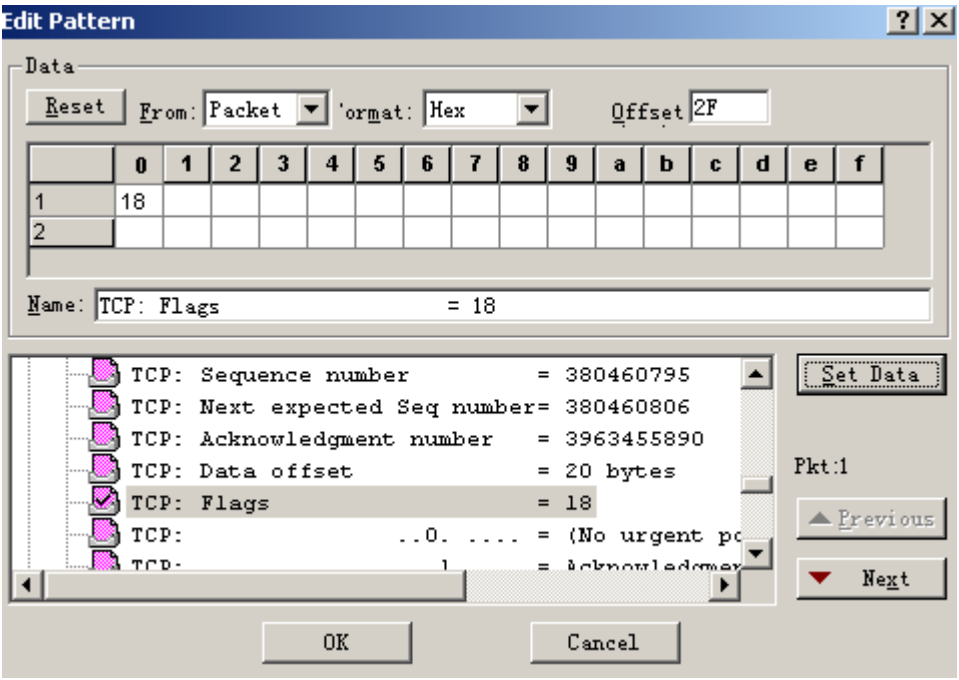 Edit Pattern
Data
Reset From: Packet 'ormat: Hex Offset 2F
0 1 2 3 4 5 6 7 8 9 a b c d e f
1 18
2
Name: TCP: Flags = 18
TCP: Sequence number = 380460795
TCP: Next expected Seq number= 380460806
TCP: Acknowledgment number = 3963455890
TCP: Data offset = 20 bytes
TCP: Flags = 18
TCP: ..0. .... = (No urgent po
TCP: 1 = Acknowledgmen
Set Data
Pkt:1
Previous
Next
OK Cancel